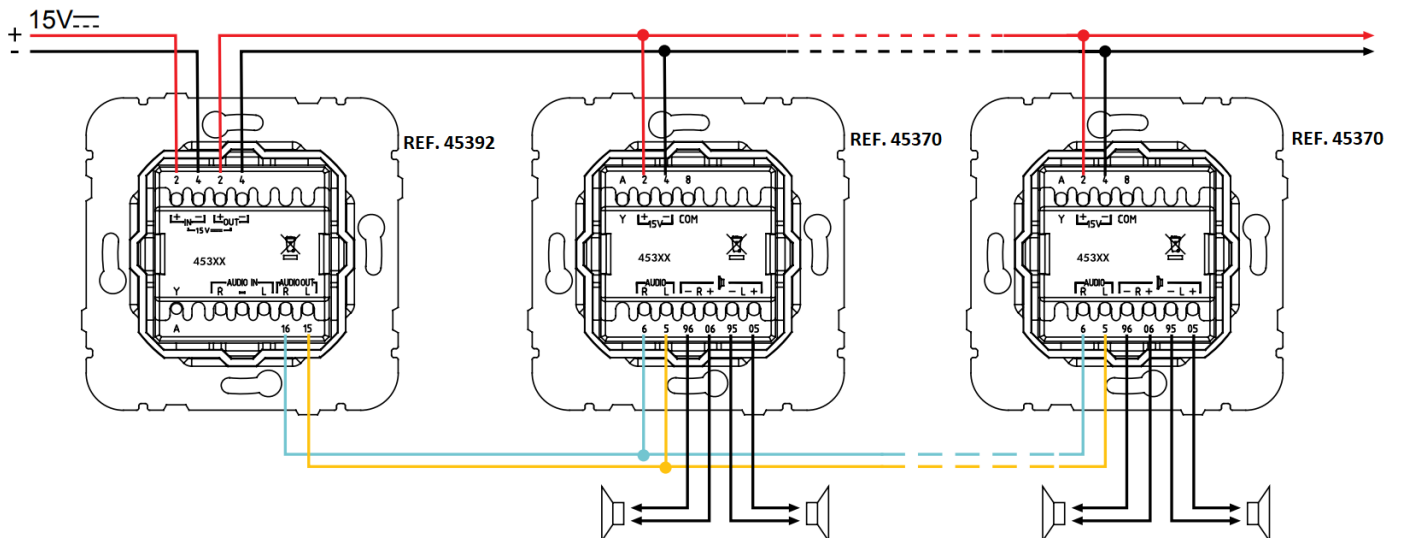 + 15V
-
REF. 45392
2 4 2 4
+ IN - + OUT -
15V
453XX
AUDIO IN AUDIO OUT
Y R - L R L
A 16 15
REF. 45370
A 2 4 8
Y + 15V - COM
453XX
AUDIO
R L - R + - L +
6 5 96 06 95 05
REF. 45370
A 2 4 8
Y + 15V - COM
453XX
AUDIO
R L - R + - L +
6 5 96 06 95 05